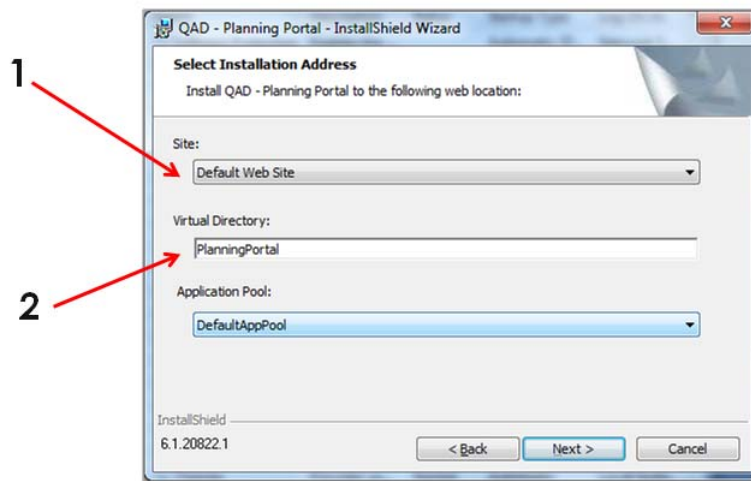 QAD - Planning Portal - InstallShield Wizard
Select Installation Address
Install QAD - Planning Portal to the following web location:
1
Site:
Default Web Site
Virtual Directory:
PlanningPortal
2
Application Pool:
DefaultAppPool
InstallShield
6.1.20822.1
< Back
Next >
Cancel